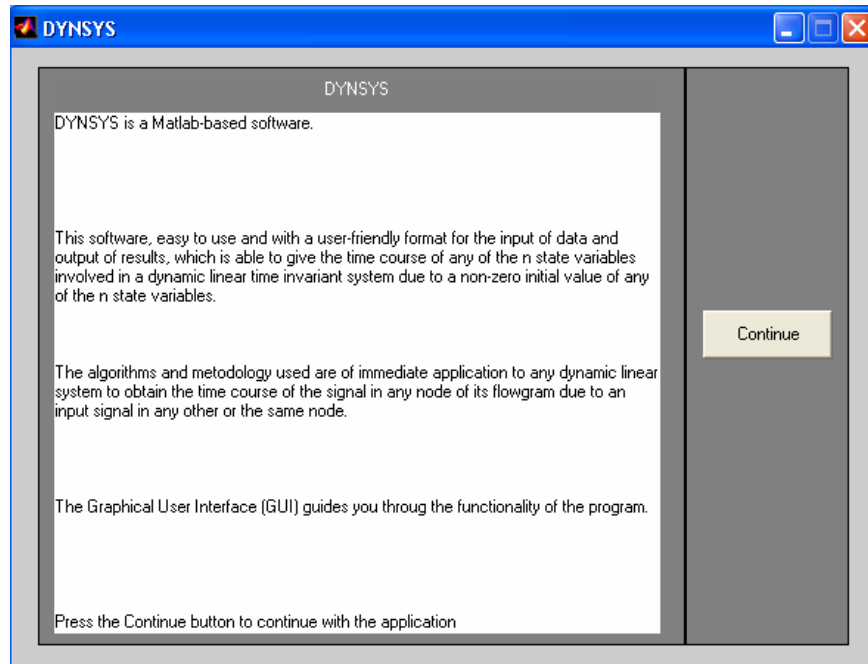 DYNSYS
DYNSYS
DYNSYS is a Matlab-based software.
This software, easy to use and with a user-friendly format for the input of data and
output of results, which is able to give the time course of any of the n state variables
involved in a dynamic linear time invariant system due to a non-zero initial value of any
of the n state variables.
Continue
The algorithms and metodology used are of immediate application to any dynamic linear
system to obtain the time course of the signal in any node of its flowgram due to an
input signal in any other or the same node.
The Graphical User Interface (GUI) guides you throug the functionality of the program.
Press the Continue button to continue with the application